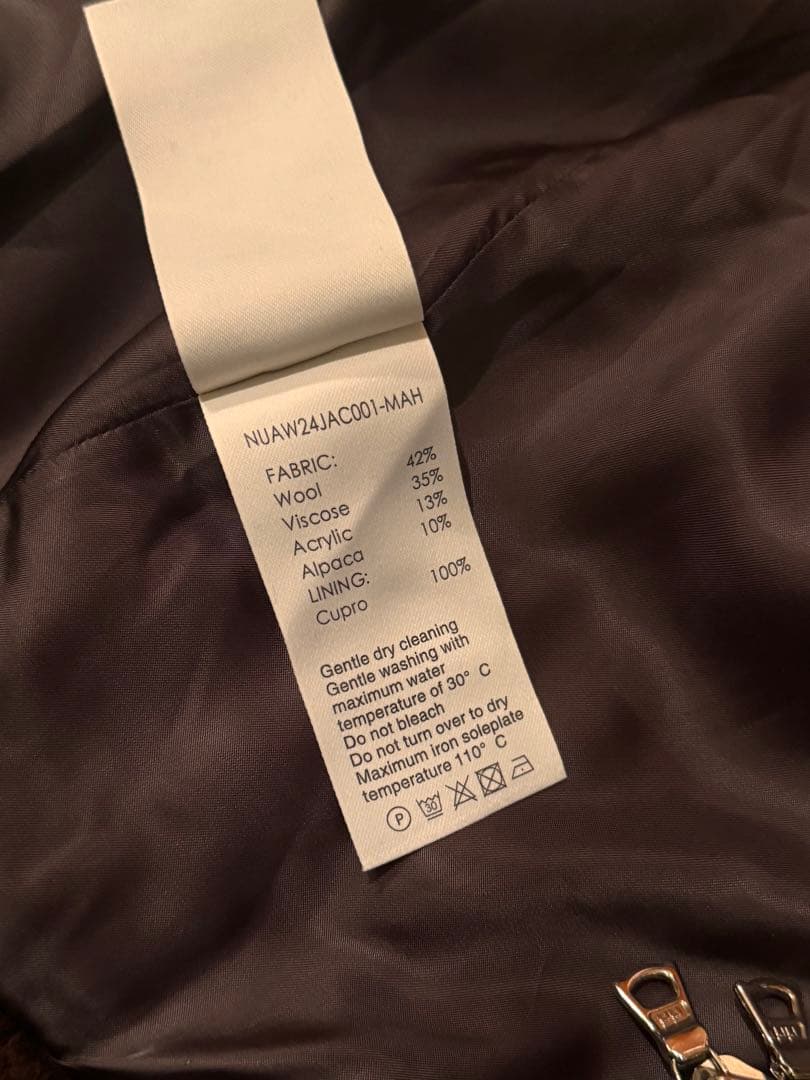 NUAW24JAC001-MAH
FABRIC:
Wool 42%
Viscose 35%
Acrylic 13%
Alpaca 10%
LINING:
Cupro 100%
Gentle dry cleaning
Gentle washing with
maximum water
temperature of 30° C
Do not bleach
Do not turn over to dry
Maximum iron soleplate
temperature 110° C
P 30